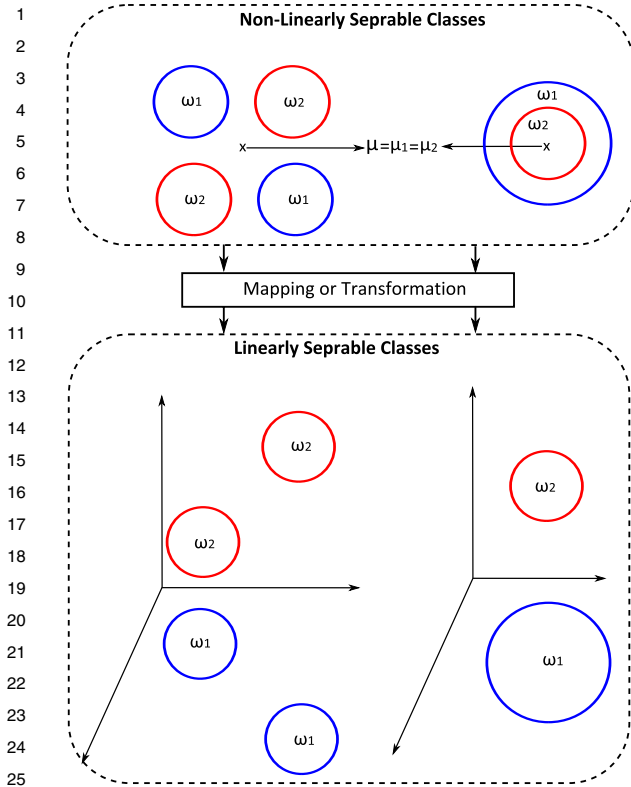 1
Non-Linearly Seprable Classes
2
3
ω1 ω2 ω1
4
ω2
5
x μ=μ1=μ2 x
6
ω2 ω1
7
8
9
Mapping or Transformation
10
11
Linearly Seprable Classes
12
13
14
ω2
15
ω2
16
17
ω2
18
19
20
ω1
21
ω1
22
23
ω1
24
25